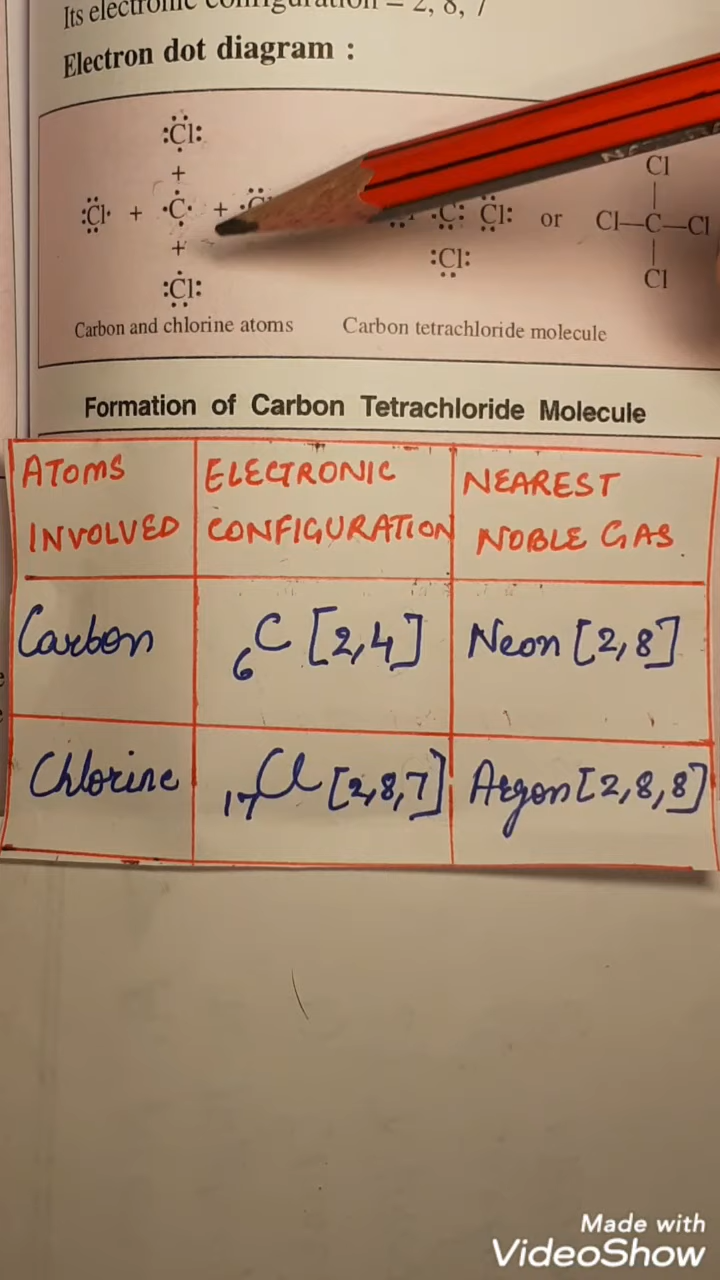 Its electronic configuration = 2, 8, 7
Electron dot diagram :
Cl
Cl + C +
+
+
Cl
C Cl or
Cl
Cl
Cl—C—Cl
Cl
Carbon and chlorine atoms
Carbon tetrachloride molecule
Formation of Carbon Tetrachloride Molecule
ATOMS INVOLVED
ELECTRONIC CONFIGURATION
NEAREST NOBLE GAS
Carbon
₆C [2,4]
Neon [2,8]
Chlorine
₁₇Cl [2,8,7]
Argon [2,8,8]
Made with
VideoShow